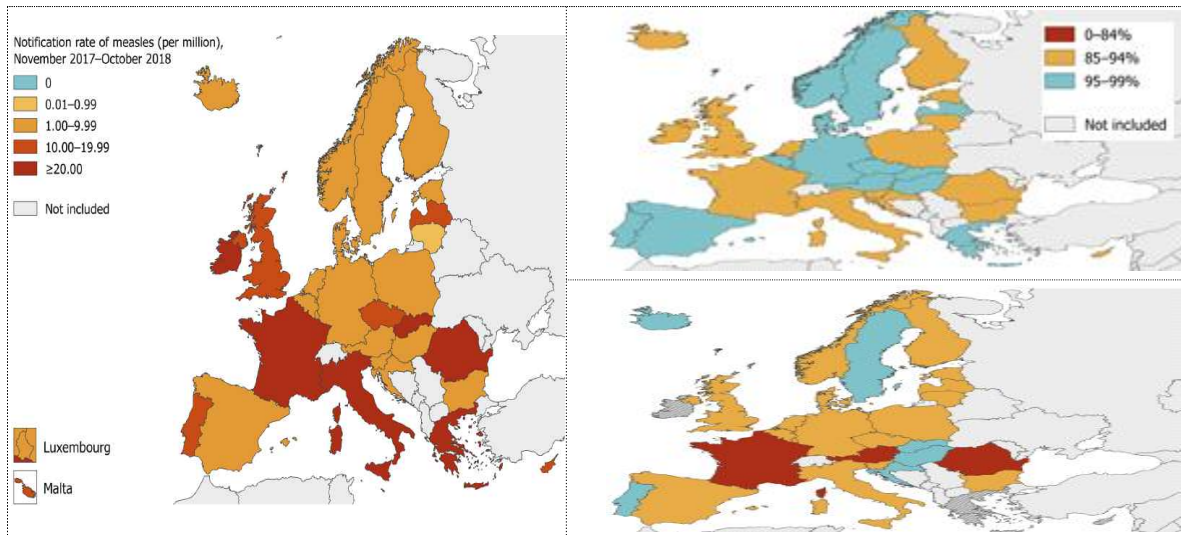 Notification rate of measles (per million),
November 2017–October 2018
0
0.01–0.99
1.00–9.99
10.00–19.99
≥20.00
Not included
Luxembourg
Malta
0–84%
85–94%
95–99%
Not included